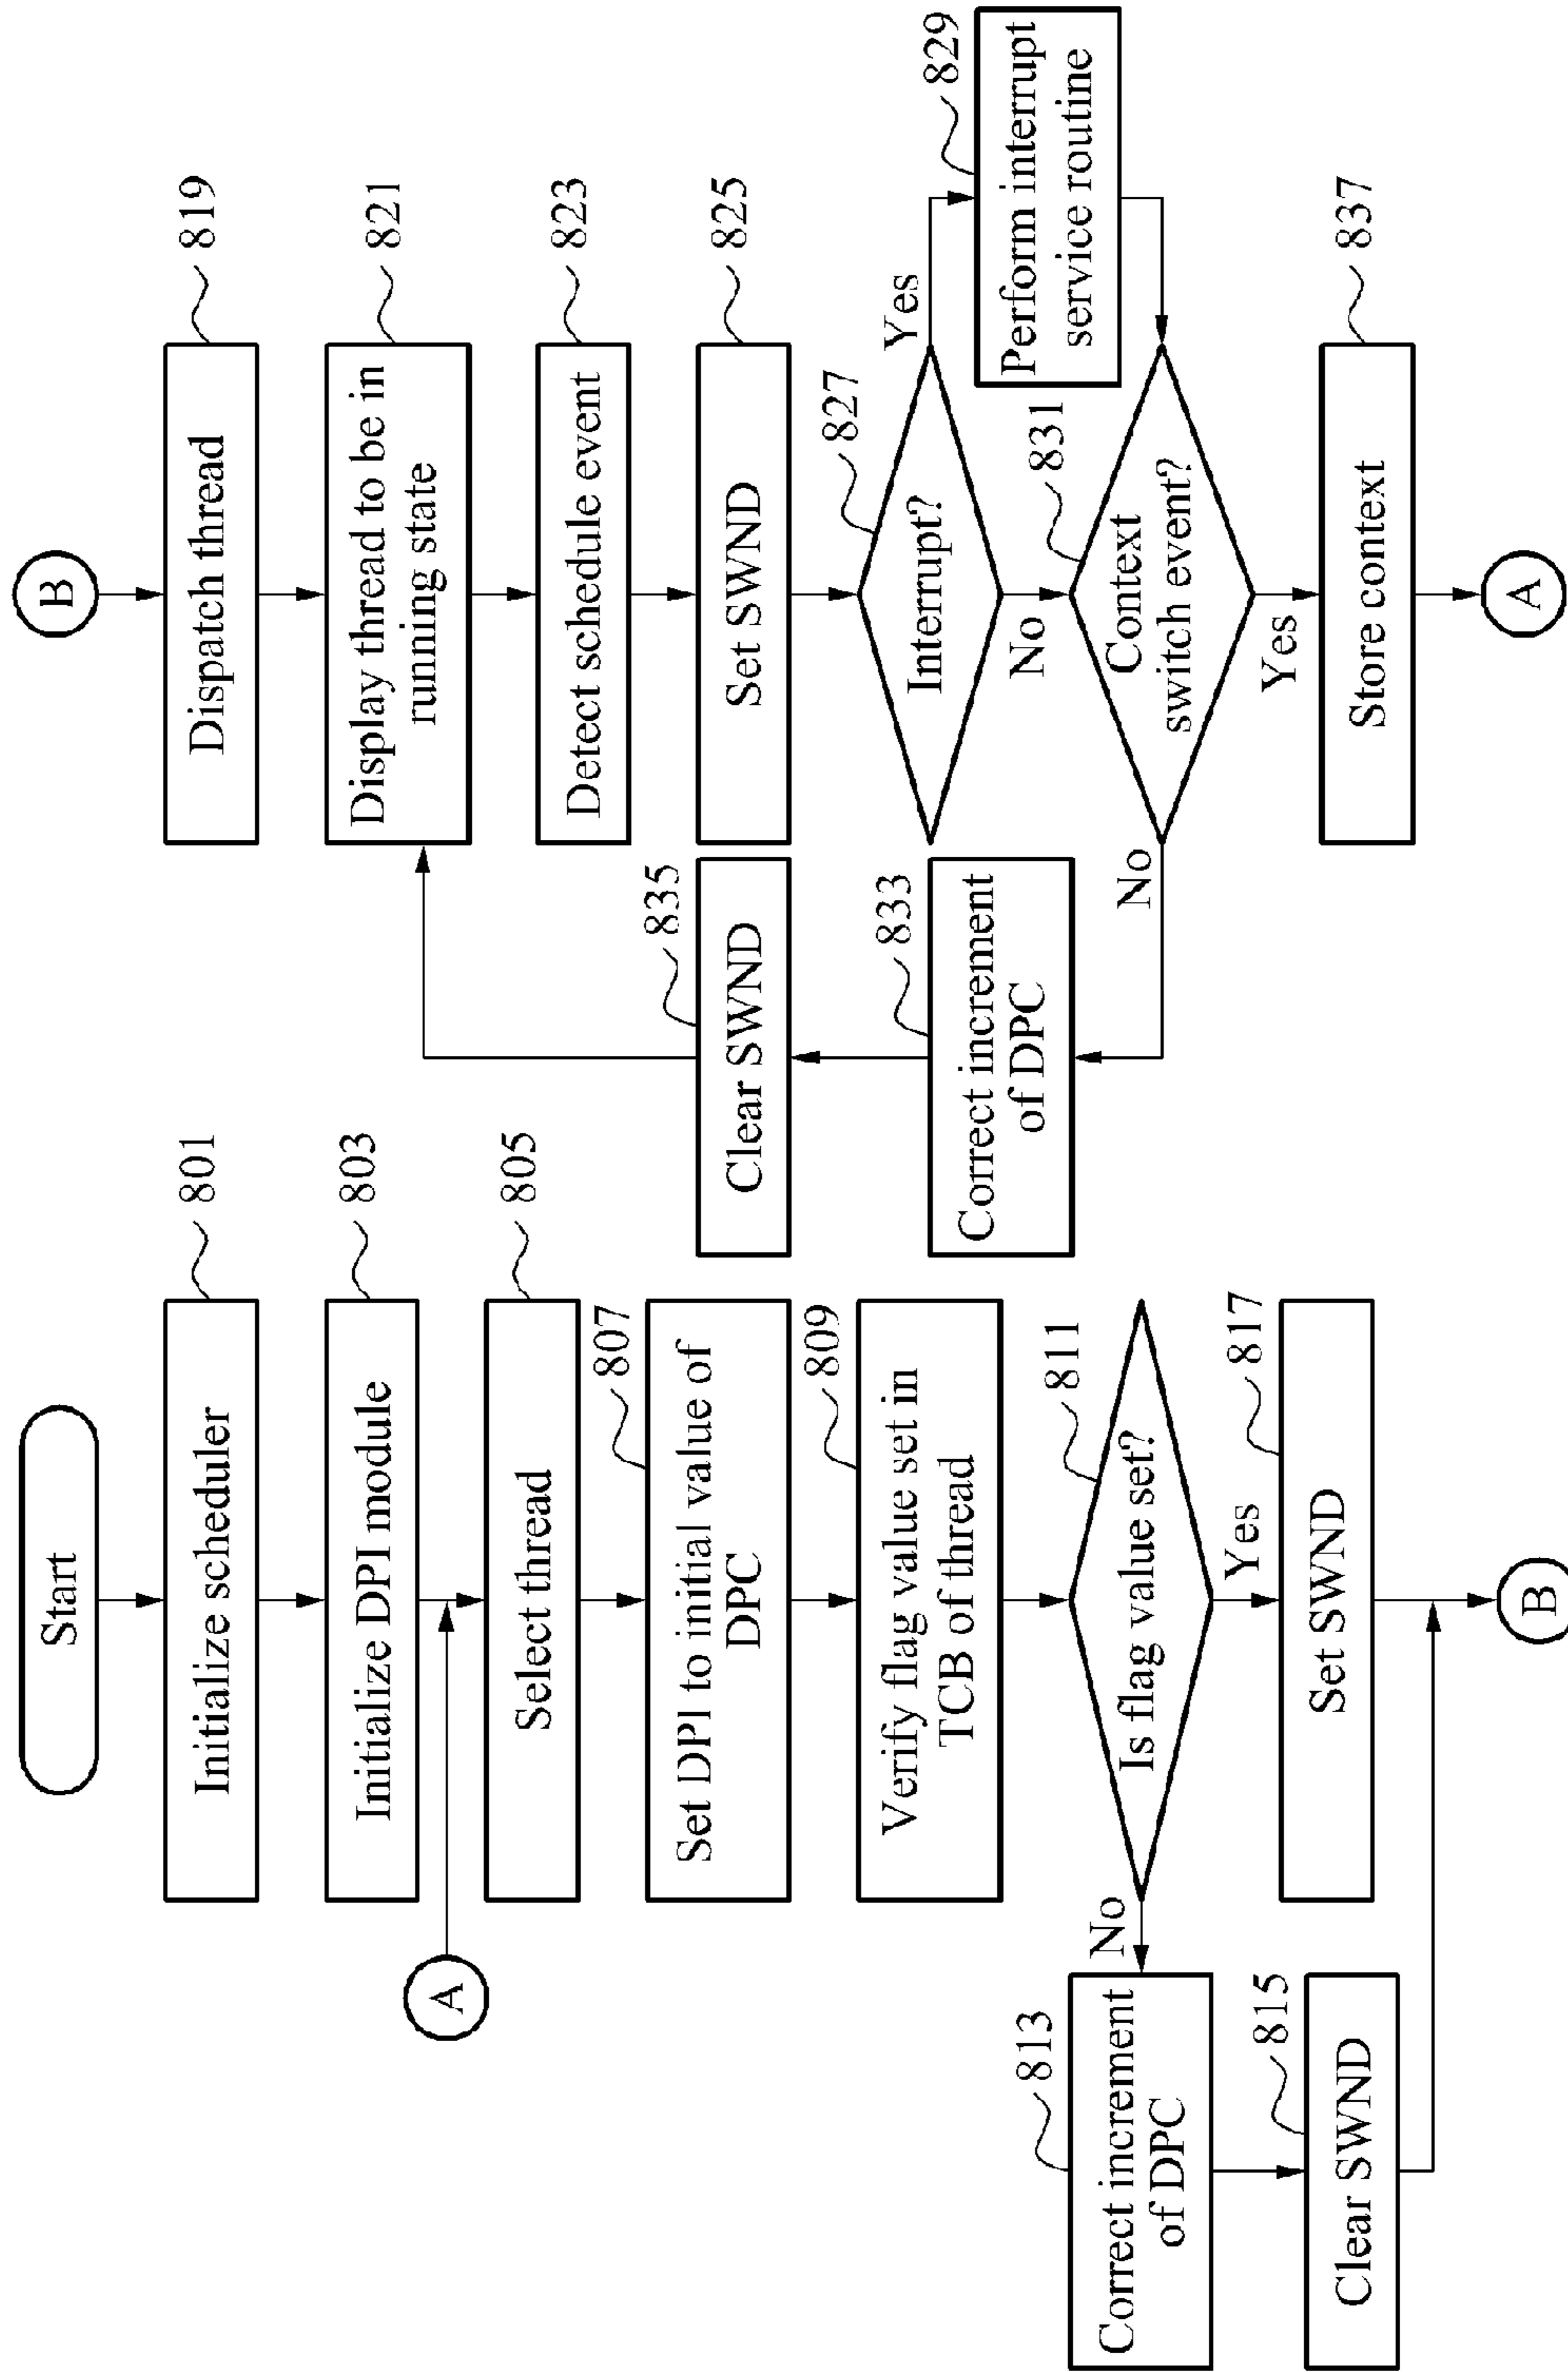 Start
Initialize scheduler
801
Initialize DPI module
803
A
Select thread
805
Set DPI to initial value of
DPC
807
Verify flag value set in
TCB of thread
809
Is flag value set?
811
No
Yes
Correct increment
of DPC
813
Clear SWND
815
Set SWND
817
B
B
Dispatch thread
819
Display thread to be in
running state
821
Detect schedule event
823
Set SWND
825
Interrupt?
827
Yes
No
Perform interrupt
service routine
829
Context
switch event?
831
No
Yes
Correct increment
of DPC
833
Clear SWND
835
Store context
837
A